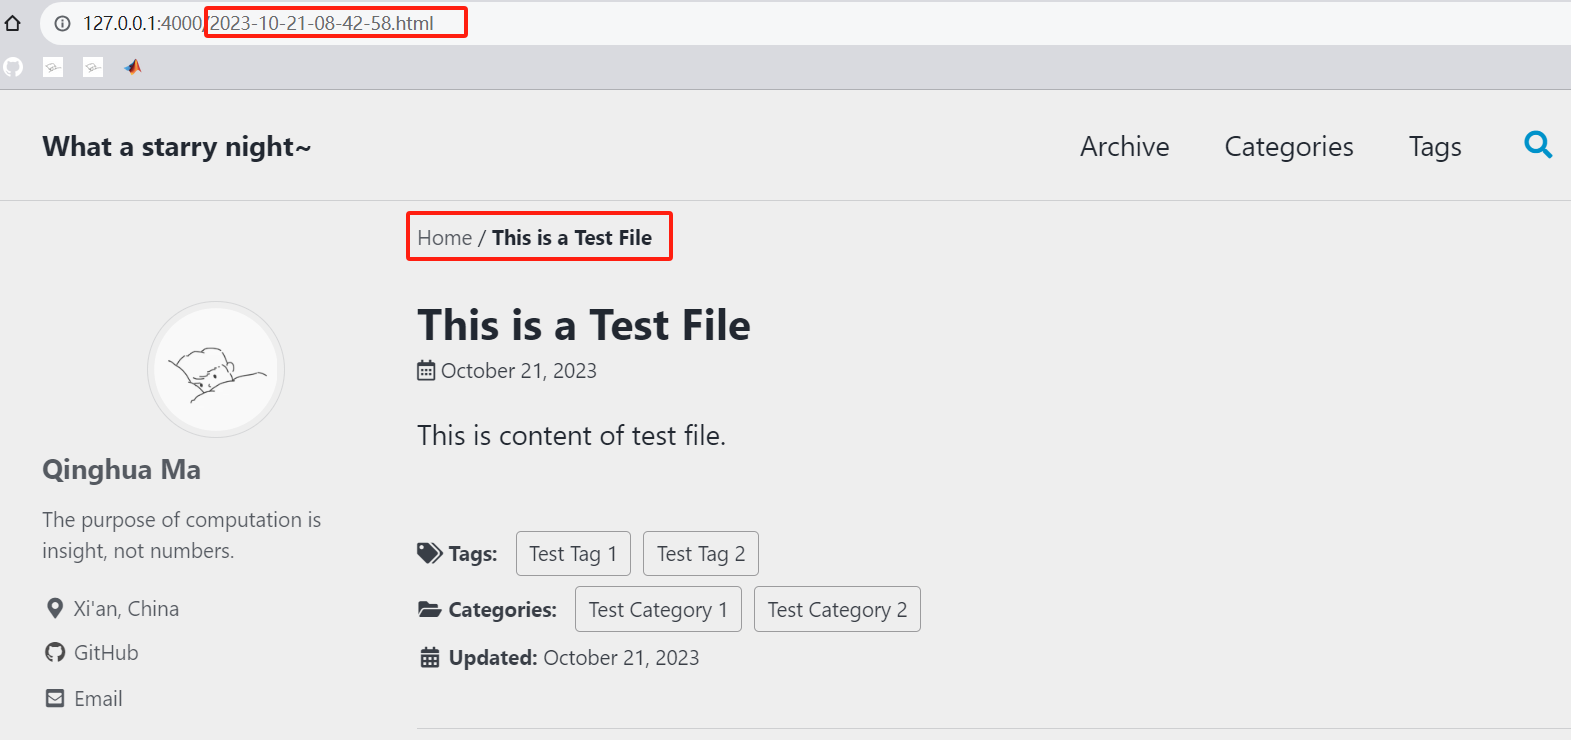 127.0.0.1:4000/2023-10-21-08-42-58.html
What a starry night~
Archive Categories Tags
Home / This is a Test File
This is a Test File
October 21, 2023
This is content of test file.
Qinghua Ma
The purpose of computation is
insight, not numbers.
Xi'an, China
GitHub
Email
Tags: Test Tag 1 Test Tag 2
Categories: Test Category 1 Test Category 2
Updated: October 21, 2023